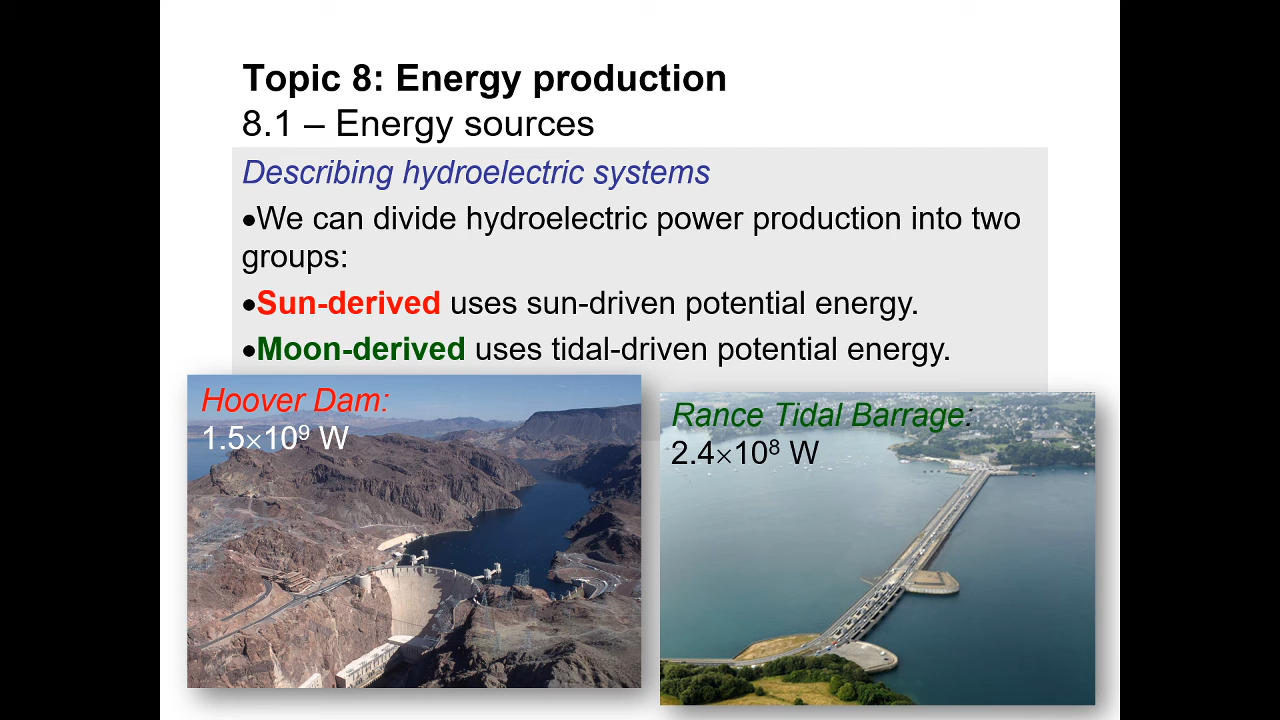 Topic 8: Energy production
8.1 – Energy sources
Describing hydroelectric systems
•We can divide hydroelectric power production into two
groups:
•Sun-derived uses sun-driven potential energy.
•Moon-derived uses tidal-driven potential energy.
Hoover Dam:
1.5×10⁹ W
Rance Tidal Barrage:
2.4×10⁸ W